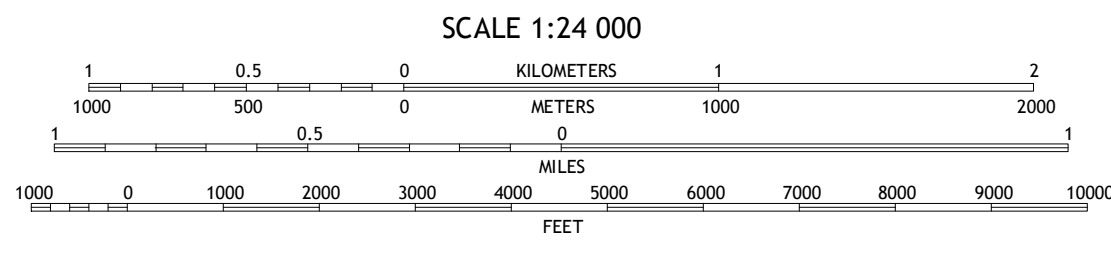 SCALE 1:24 000
1 0.5 0 KILOMETERS 1 2
1000 500 0 METERS 1000 2000
1 0.5 0 1
MILES
1000 0 1000 2000 3000 4000 5000 6000 7000 8000 9000 10000
FEET